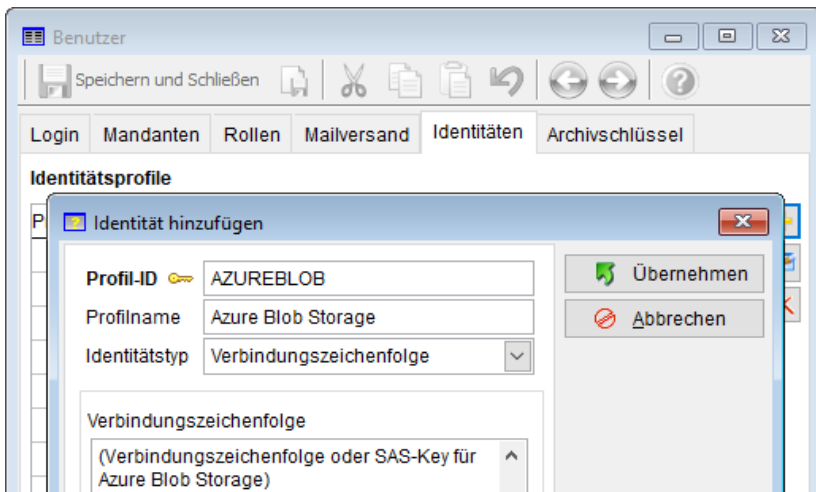 Benutzer
Speichern und Schließen
Login Mandanten Rollen Mailversand Identitäten Archivschlüssel
Identitätsprofile
P
Identität hinzufügen
Profil-ID AZUREBLOB
Übernehmen
Profilname Azure Blob Storage
Abbrechen
Identitätstyp Verbindungszeichenfolge
Verbindungszeichenfolge
(Verbindungszeichenfolge oder SAS-Key für
Azure Blob Storage)